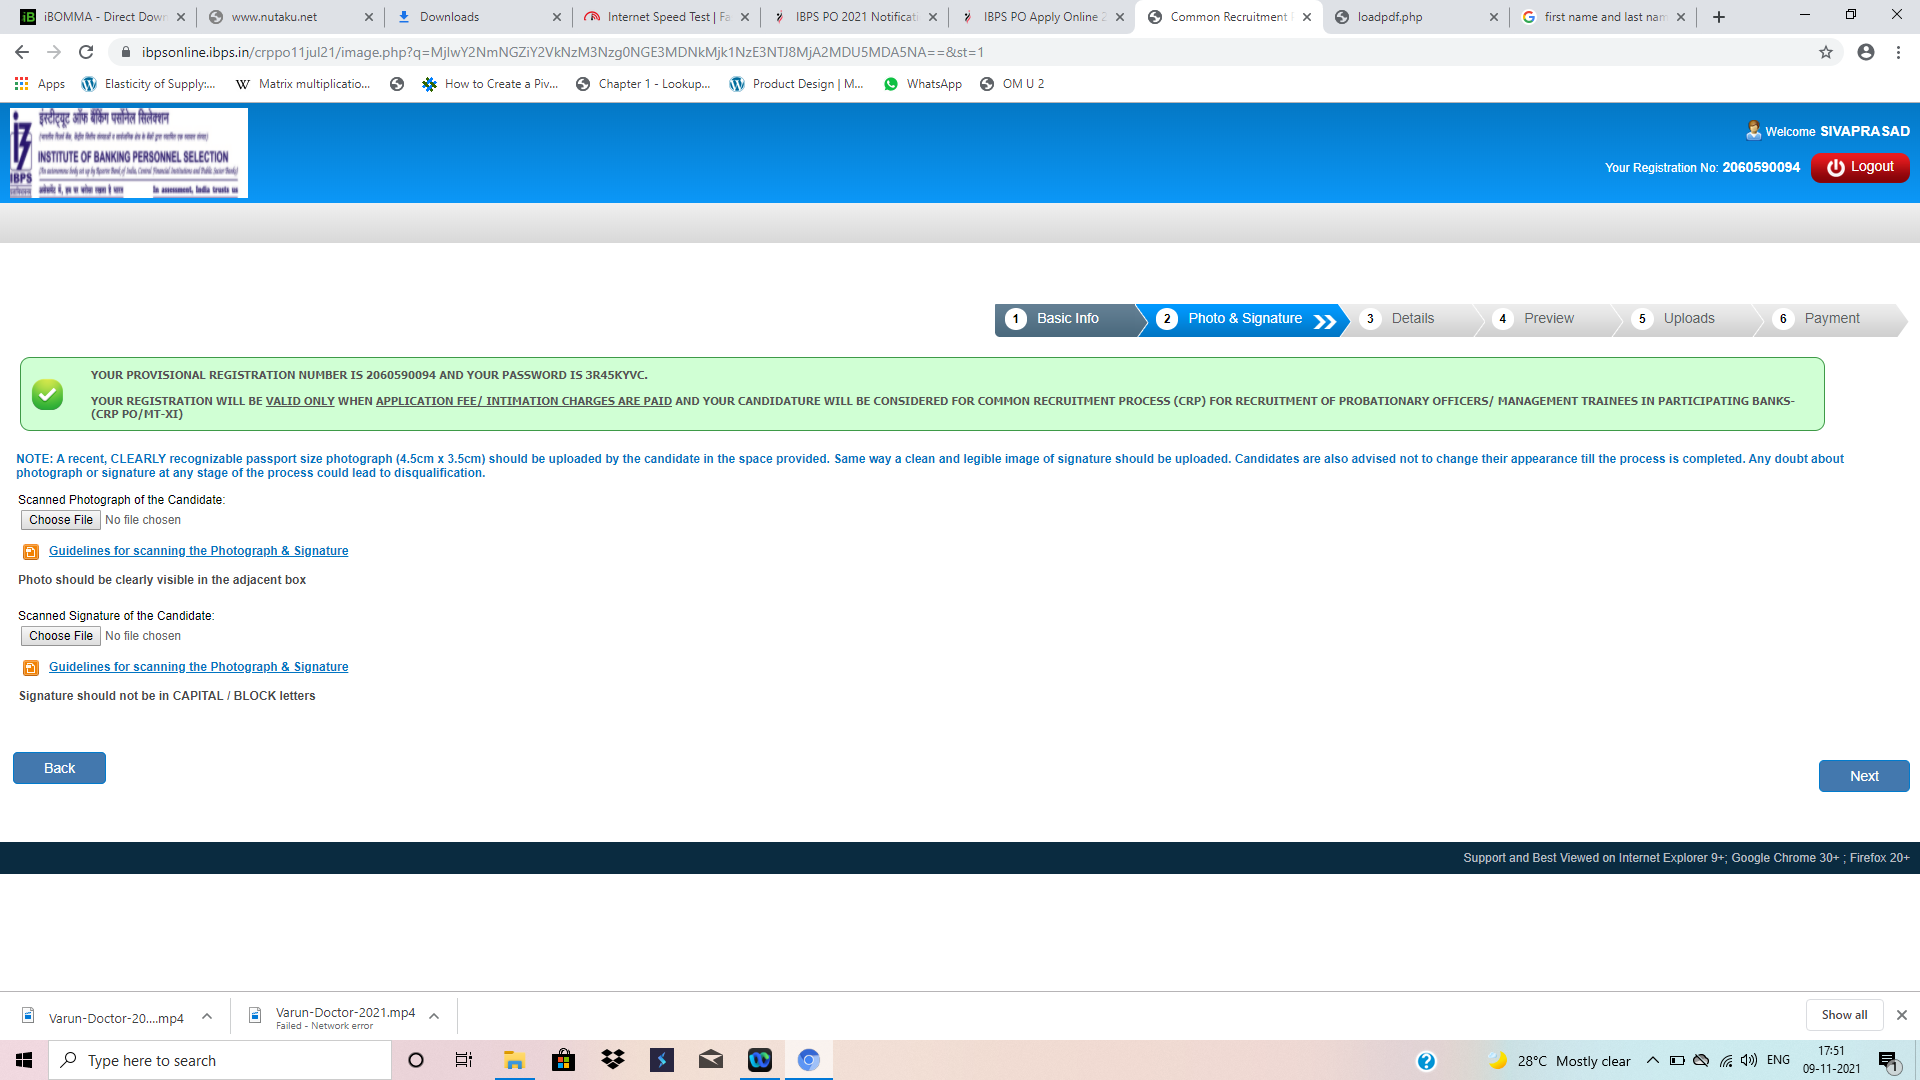 iBOMMA - Direct Down
www.nutaku.net
Downloads
Internet Speed Test | Fa
IBPS PO 2021 Notificati
IBPS PO Apply Online 2
Common Recruitment
loadpdf.php
first name and last nam
ibpsonline.ibps.in/crppo11jul21/image.php?q=MjIwY2NmNGZiY2VkNzM3Nzg0NGE3MDNkMjk1NzE3NTJ8MjA2MDU5MDA5NA==&st=1
Apps
Elasticity of Supply:...
Matrix multiplicatio...
How to Create a Piv...
Chapter 1 - Lookup...
Product Design | M...
WhatsApp
OM U 2
इंस्टीट्यूट ऑफ बैंकिंग पर्सोनेल सिलेक्शन
INSTITUTE OF BANKING PERSONNEL SELECTION
IBPS
In assessment, India trusts us
Welcome SIVAPRASAD
Your Registration No: 2060590094
Logout
1 Basic Info
2 Photo & Signature
3 Details
4 Preview
5 Uploads
6 Payment
YOUR PROVISIONAL REGISTRATION NUMBER IS 2060590094 AND YOUR PASSWORD IS 3R45KYVC.
YOUR REGISTRATION WILL BE VALID ONLY WHEN APPLICATION FEE/ INTIMATION CHARGES ARE PAID AND YOUR CANDIDATURE WILL BE CONSIDERED FOR COMMON RECRUITMENT PROCESS (CRP) FOR RECRUITMENT OF PROBATIONARY OFFICERS/ MANAGEMENT TRAINEES IN PARTICIPATING BANKS-
(CRP PO/MT-XI)
NOTE: A recent, CLEARLY recognizable passport size photograph (4.5cm x 3.5cm) should be uploaded by the candidate in the space provided. Same way a clean and legible image of signature should be uploaded. Candidates are also advised not to change their appearance till the process is completed. Any doubt about
photograph or signature at any stage of the process could lead to disqualification.
Scanned Photograph of the Candidate:
Choose File No file chosen
Guidelines for scanning the Photograph & Signature
Photo should be clearly visible in the adjacent box
Scanned Signature of the Candidate:
Choose File No file chosen
Guidelines for scanning the Photograph & Signature
Signature should not be in CAPITAL / BLOCK letters
Back
Next
Support and Best Viewed on Internet Explorer 9+; Google Chrome 30+ ; Firefox 20+
Varun-Doctor-20....mp4
Varun-Doctor-2021.mp4
Failed - Network error
Show all
Type here to search
28°C Mostly clear
ENG
17:51
09-11-2021
1